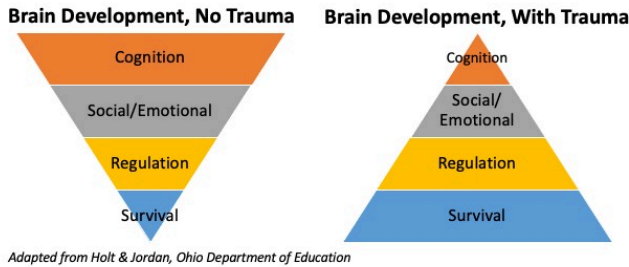 Brain Development, No Trauma
Cognition
Social/Emotional
Regulation
Survival
Brain Development, With Trauma
Cognition
Social/
Emotional
Regulation
Survival
Adapted from Holt & Jordan, Ohio Department of Education